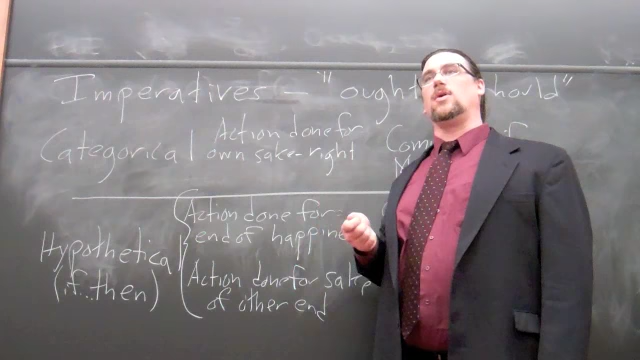 Imperatives - "ought should"
Action done for
Categorical own sake-right
Action done for
end of happine
Hypothetical
(if...then)
Action done for sake
of other end